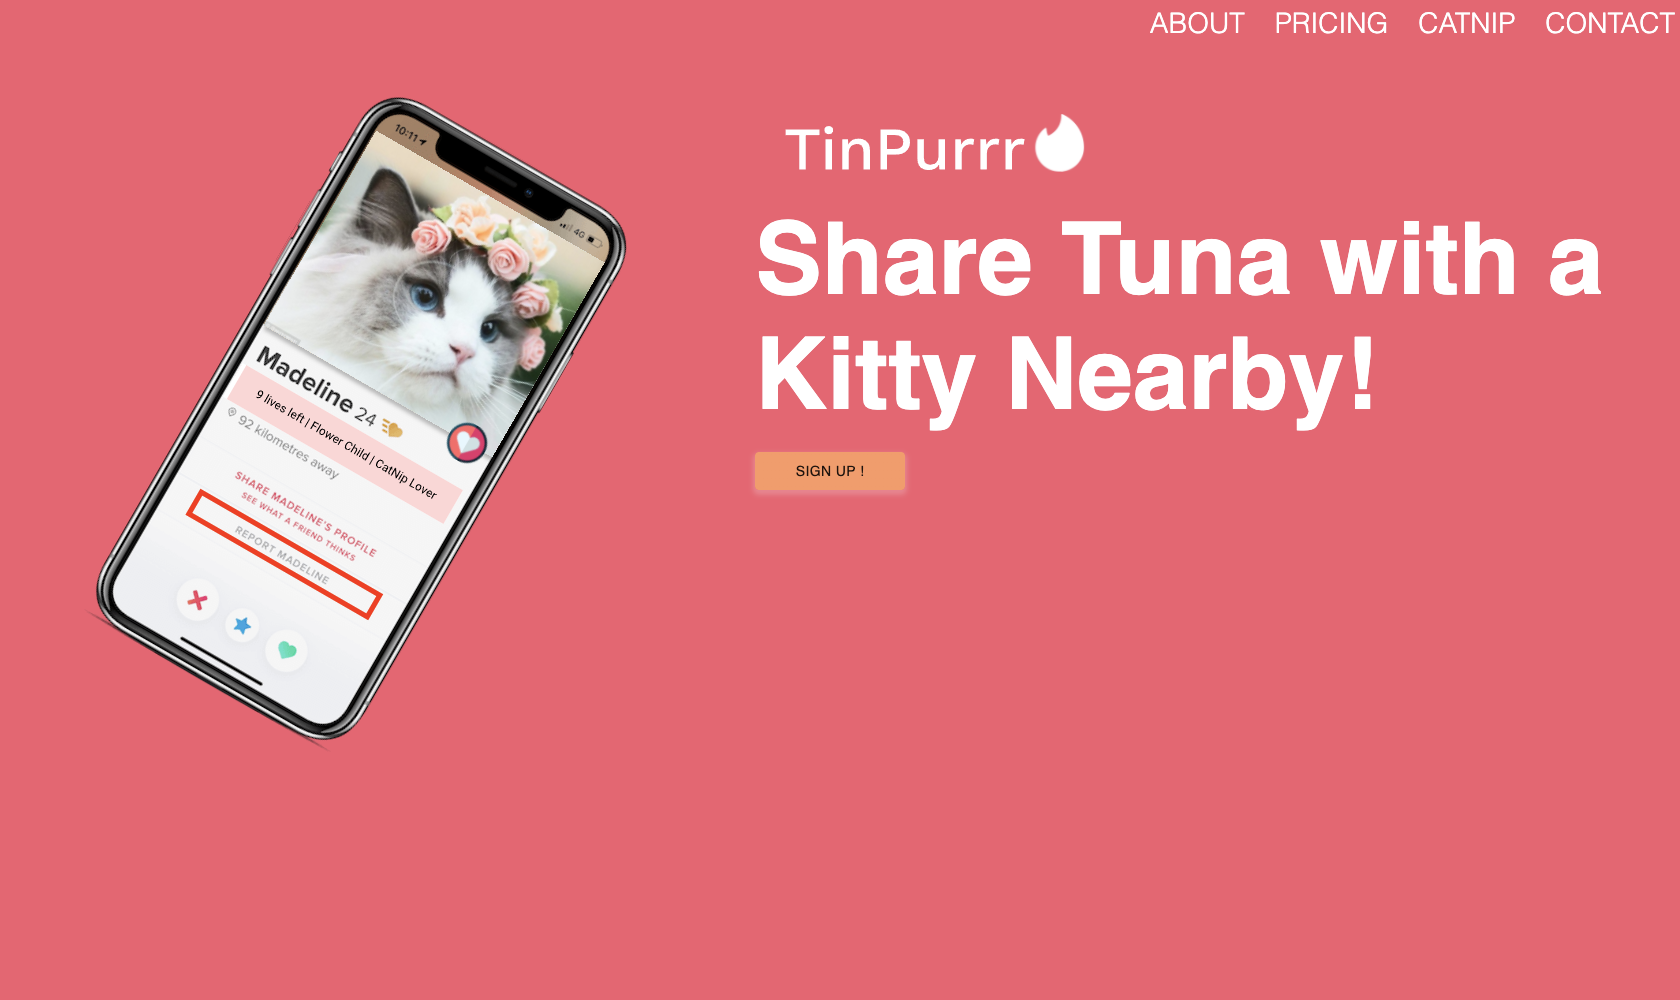 ABOUT PRICING CATNIP CONTACT
TinPurrr
Share Tuna with a
Kitty Nearby!
SIGN UP !
10:11
4G
Madeline 24
9 lives left | Flower Child | CatNip Lover
92 kilometres away
SHARE MADELINE'S PROFILE
SEE WHAT A FRIEND THINKS
REPORT MADELINE